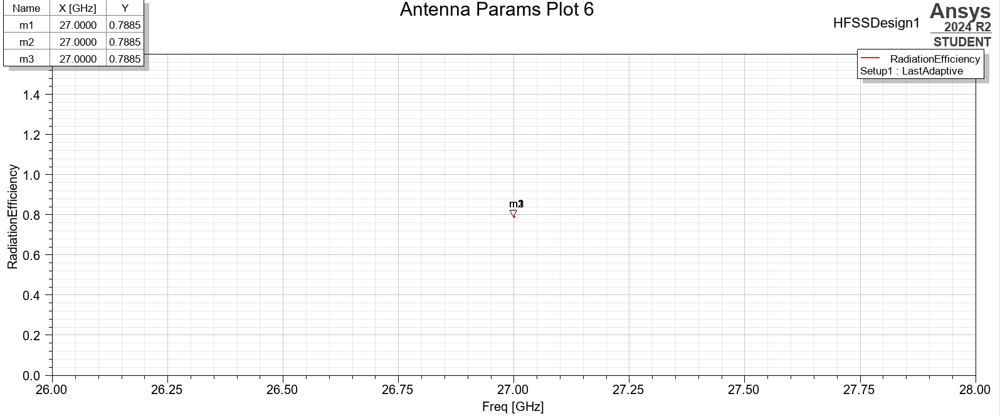 Antenna Params Plot 6
Name X [GHz] Y
m1 27.0000 0.7885
m2 27.0000 0.7885
m3 27.0000 0.7885
HFSSDesign1
Ansys
2024 R2
STUDENT
RadiationEfficiency
Setup1 : LastAdaptive
RadiationEfficiency
1.4
1.2
1.0
0.8
0.6
0.4
0.2
0.0
26.00 26.25 26.50 26.75 27.00 27.25 27.50 27.75 28.00
Freq [GHz]